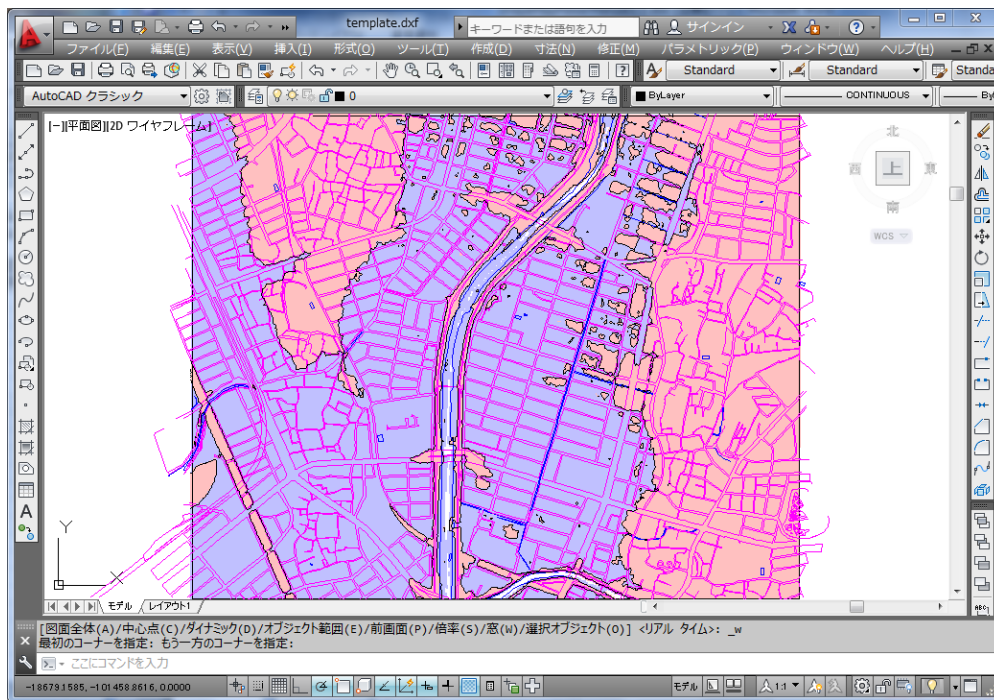 template.dxf
キーワードまたは語句を入力
サインイン
ファイル(F) 編集(E) 表示(V) 挿入(I) 形式(O) ツール(T) 作成(D) 寸法(N) 修正(M) パラメトリック(P) ウィンドウ(W) ヘルプ(H)
Standard Standard Standa
AutoCAD クラシック 0 ByLayer CONTINUOUS By
[-][平面図][2D ワイヤフレーム]
北
西 上 東
南
WCS
A
Y
X
モデル レイアウト1
ABC
[図面全体(A)/中心点(C)/ダイナミック(D)/オブジェクト範囲(E)/前画面(P)/倍率(S)/窓(W)/選択オブジェクト(O)] <リアル タイム>: _w
最初のコーナーを指定: もう一方のコーナーを指定:
ここにコマンドを入力
-18679.1585, -101458.8616, 0.0000 モデル 1:1